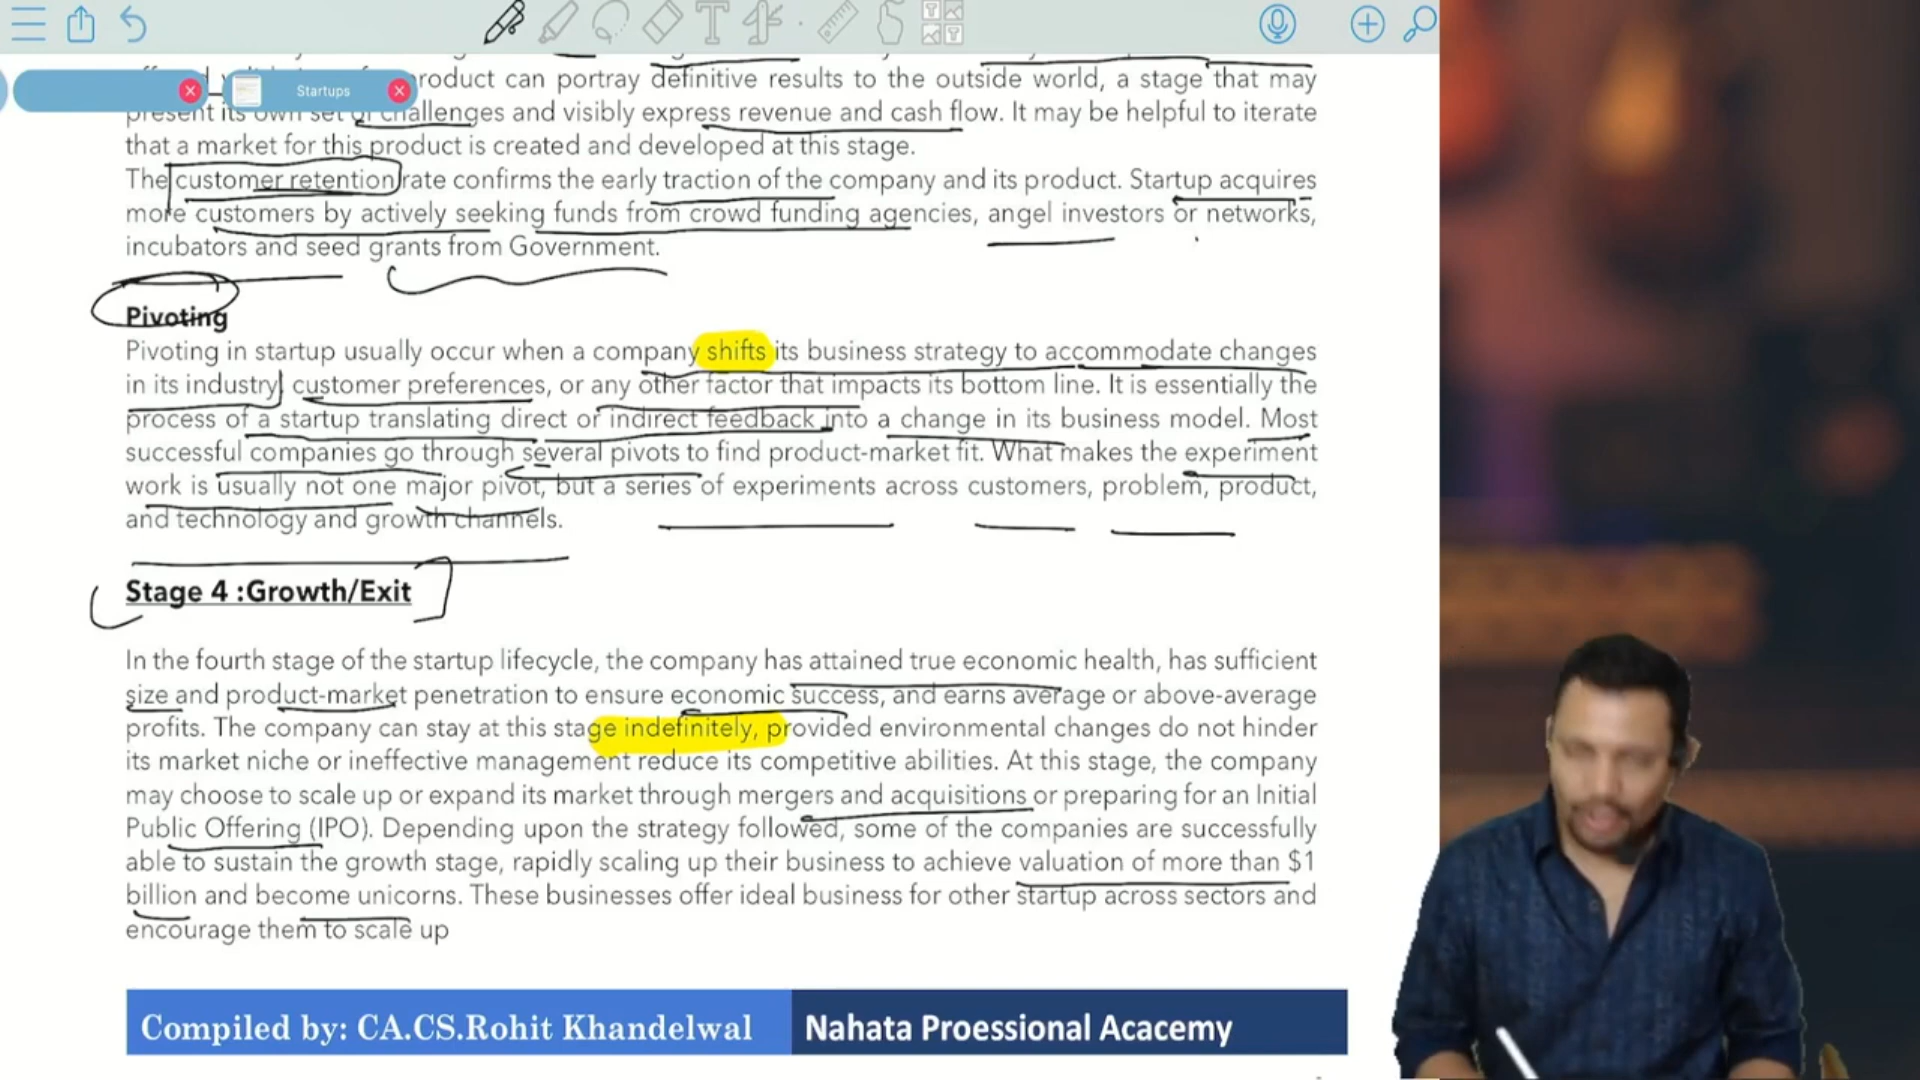 Startups
product can portray definitive results to the outside world, a stage that may
present its own set of challenges and visibly express revenue and cash flow. It may be helpful to iterate
that a market for this product is created and developed at this stage.
The customer retention rate confirms the early traction of the company and its product. Startup acquires
more customers by actively seeking funds from crowd funding agencies, angel investors or networks,
incubators and seed grants from Government.
Pivoting
Pivoting in startup usually occur when a company shifts its business strategy to accommodate changes
in its industry, customer preferences, or any other factor that impacts its bottom line. It is essentially the
process of a startup translating direct or indirect feedback into a change in its business model. Most
successful companies go through several pivots to find product-market fit. What makes the experiment
work is usually not one major pivot, but a series of experiments across customers, problem, product,
and technology and growth channels.
Stage 4 :Growth/Exit
In the fourth stage of the startup lifecycle, the company has attained true economic health, has sufficient
size and product-market penetration to ensure economic success, and earns average or above-average
profits. The company can stay at this stage indefinitely, provided environmental changes do not hinder
its market niche or ineffective management reduce its competitive abilities. At this stage, the company
may choose to scale up or expand its market through mergers and acquisitions or preparing for an Initial
Public Offering (IPO). Depending upon the strategy followed, some of the companies are successfully
able to sustain the growth stage, rapidly scaling up their business to achieve valuation of more than $1
billion and become unicorns. These businesses offer ideal business for other startup across sectors and
encourage them to scale up
Compiled by: CA.CS.Rohit Khandelwal
Nahata Proessional Acacemy